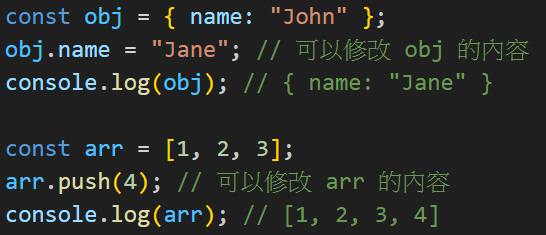 const obj = { name: "John" };
obj.name = "Jane"; // 可以修改 obj 的內容
console.log(obj); // { name: "Jane" }

const arr = [1, 2, 3];
arr.push(4); // 可以修改 arr 的內容
console.log(arr); // [1, 2, 3, 4]